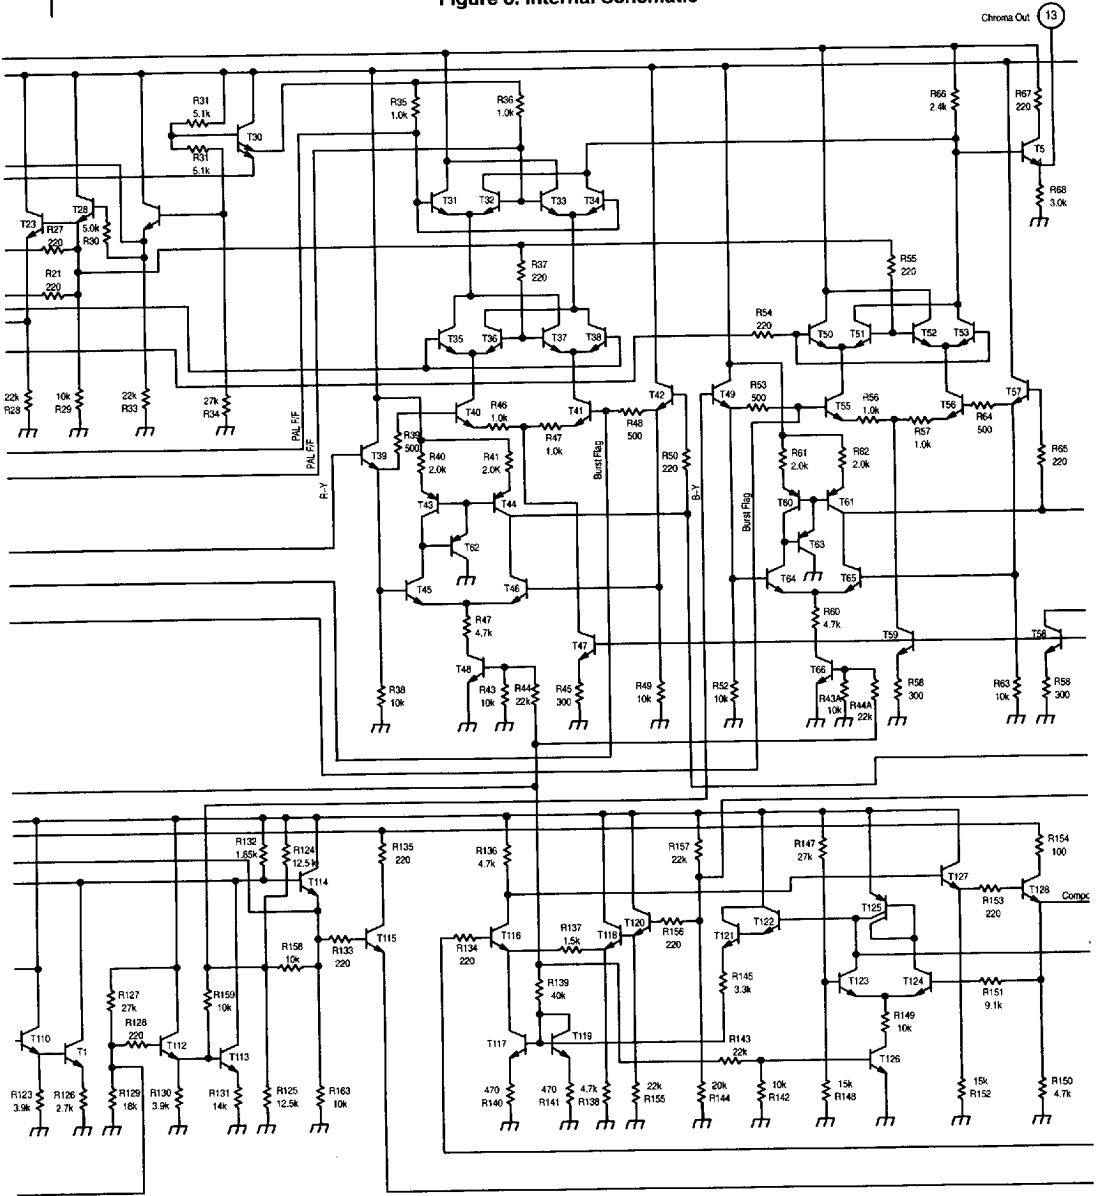 Figure 8. Internal Schematic
Chroma Out 13
R31
5.1k
T30
R31
5.1k
R35
1.0k
R36
1.0k
R66
2.4k
R67
220
T5
R68
3.0k
T23
R27
220
T28
5.0k
R30
R21
220
T31
T32
T33
T34
R37
220
R55
220
T35
T36
T37
T38
R54
220
T50
T51
T52
T53
22k
R28
10k
R29
22k
R33
27k
R34
PAL F/F
PAL F/F
R–Y
T39
R39
500
T40
R46
1.0k
R47
1.0k
T41
R48
500
T42
Burst Flag
R50
220
B–Y
T49
R53
500
T55
R56
1.0k
R57
1.0k
T56
R64
500
T57
R65
220
Burst Flag
R40
2.0k
R41
2.0K
R61
2.0k
R62
2.0k
T43
T44
T62
T45
T46
T60
T61
T63
T64
T65
R47
4.7k
R60
4.7k
T48
T47
T66
T59
T58
R38
10k
R43
10k
R44
22k
R45
300
R49
10k
R52
10k
R43A
10k
R44A
22k
R58
300
R63
10k
R58
300
R132
1.85k
R124
12.5k
T114
R135
220
R136
4.7k
R157
22k
R147
27k
R154
100
T127
R153
220
T128
Compo
T125
T122
T121
T120
R156
220
T118
R137
1.5k
T116
R134
220
T115
R133
220
R158
10k
R127
27k
R159
10k
R139
40k
R145
3.3k
T123
T124
R151
9.1k
R149
10k
T110
T1
R128
220
T112
T113
T117
T119
R143
22k
T126
R123
3.9k
R126
2.7k
R129
18k
R130
3.9k
R131
14k
R125
12.5k
R163
10k
470
R140
470
R141
4.7k
R138
22k
R155
20k
R144
10k
R142
15k
R148
15k
R152
R150
4.7k